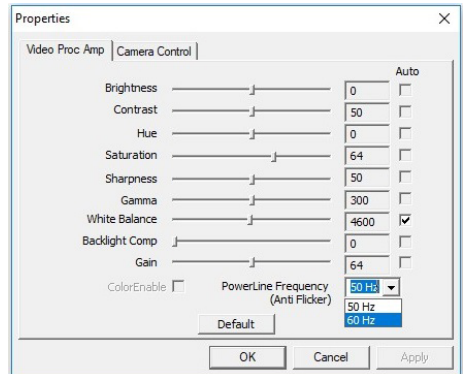 Properties
Video Proc Amp Camera Control
Auto
Brightness 0
Contrast 50
Hue 0
Saturation 64
Sharpness 50
Gamma 300
White Balance 4600
Backlight Comp 0
Gain 64
ColorEnable PowerLine Frequency 50 Hz
(Anti Flicker)
50 Hz
60 Hz
Default
OK Cancel Apply